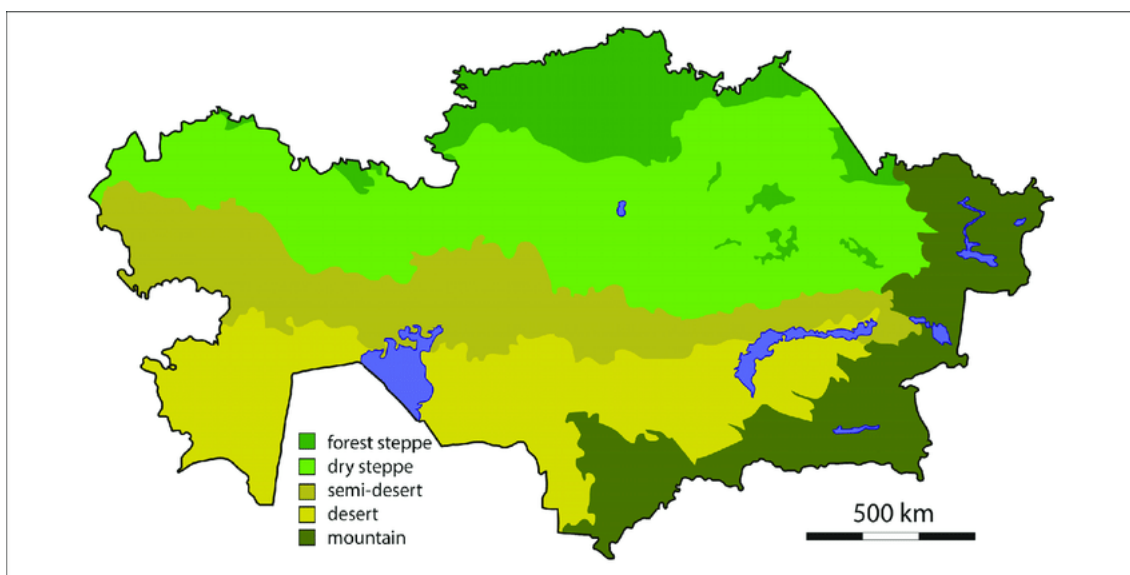 forest steppe
dry steppe
semi-desert
desert
mountain
500 km